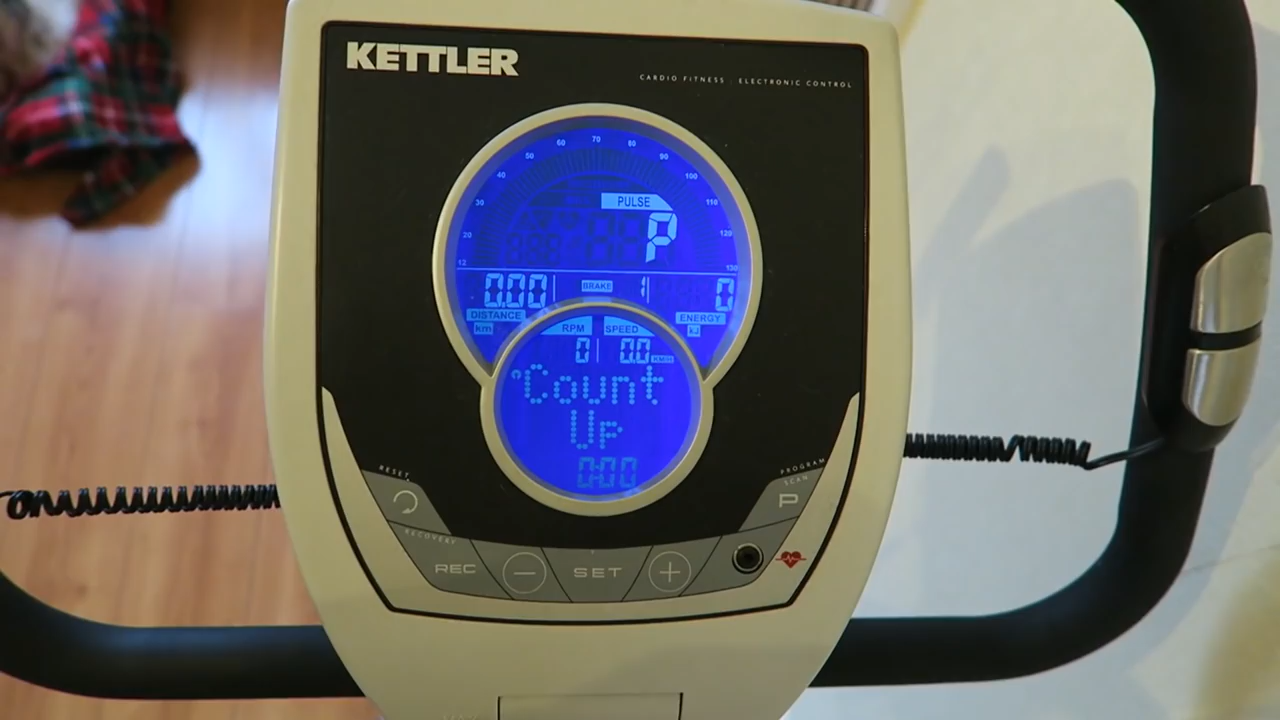 KETTLER
CARDIO FITNESS . ELECTRONIC CONTROL
12 20 30 40 50 60 70 80 90 100 110 120 130
PULSE
P
0.00 BRAKE 1 0
DISTANCE ENERGY
km kJ
RPM SPEED
0 0.0 KM/H
Count
Up
0:00
RESET
PROGRAM
SCAN
P
RECOVERY
REC − SET +